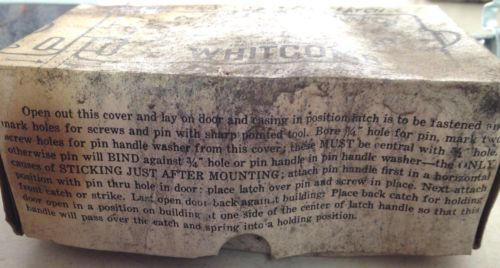 WHITCO
Open out this cover and lay on door and casing in position latch is to be fastened and
mark holes for screws and pin with sharp pointed tool. Bore ¾" hole for pin, mark two
screw holes for pin handle washer from this cover; these MUST be central with ¾" hole,
otherwise pin will BIND against ¾" hole or pin handle in pin handle washer—the ONLY
causes of STICKING JUST AFTER MOUNTING; attach pin handle first in a horizontal
position with pin thru hole in door: place latch over pin and screw in place. Next attach
front catch or strike. Last open door back against building; Place back catch for holding
door open in a position on building at one side of the center of latch handle so that this
handle will pass over the catch and spring into a holding position.